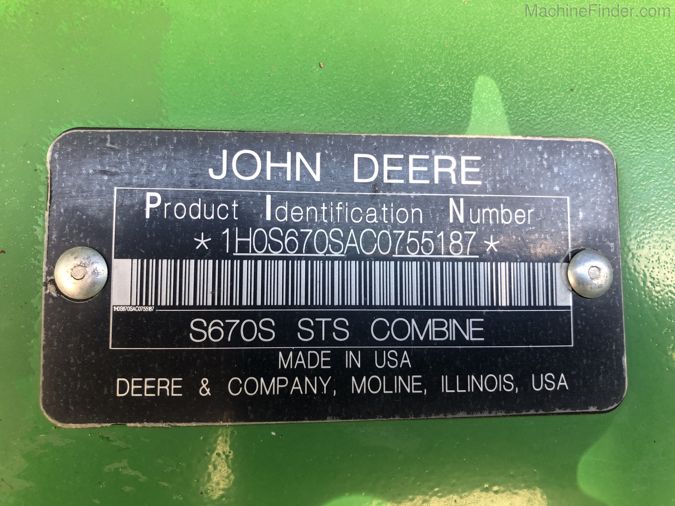 MachineFinder.com
JOHN DEERE
Product Identification Number
*1H0S670SAC0755187*
1H0S670SAC0755187
S670S STS COMBINE
MADE IN USA
DEERE & COMPANY, MOLINE, ILLINOIS, USA